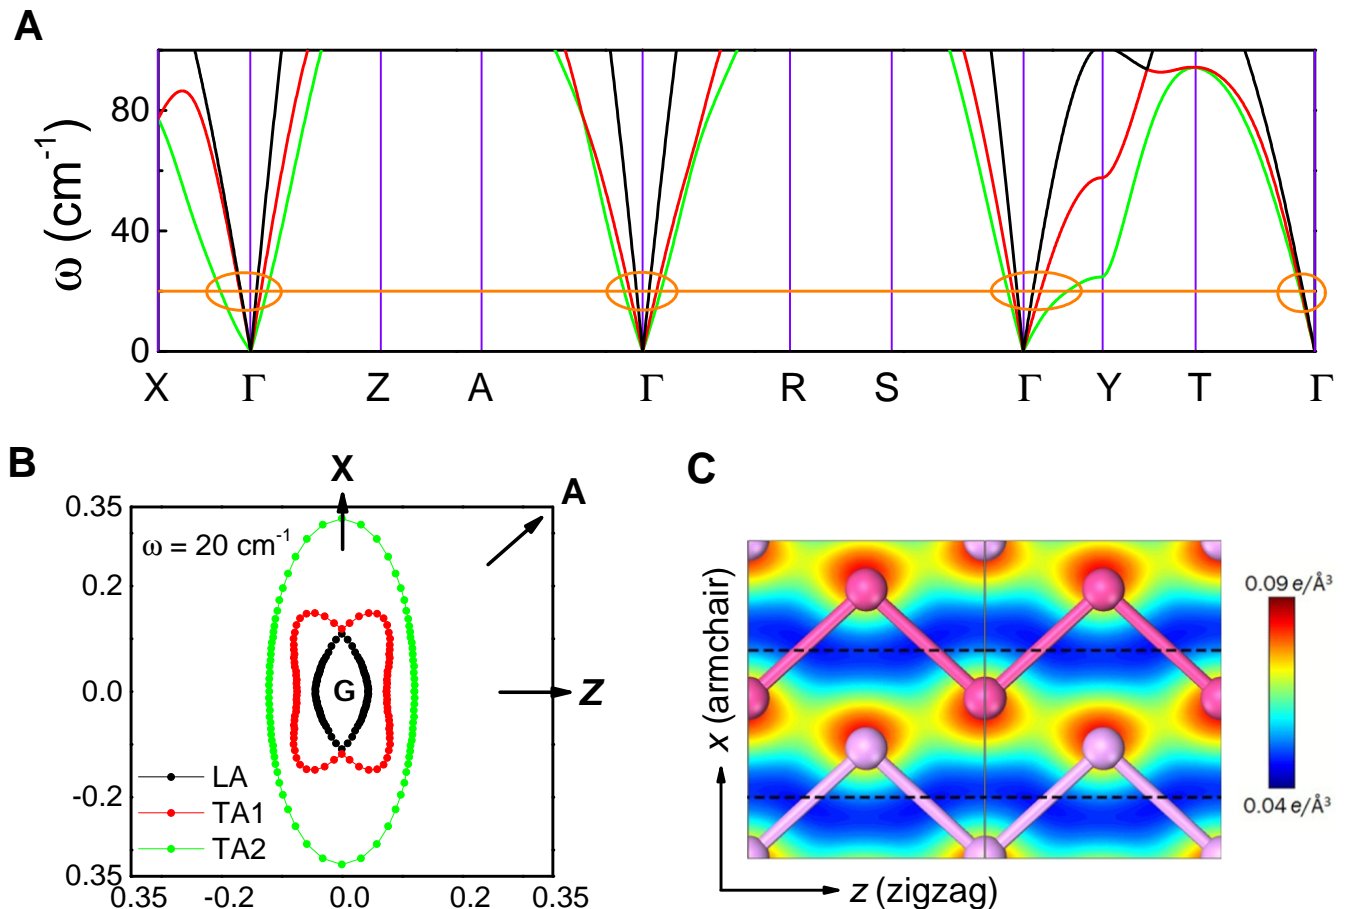 A
ω (cm⁻¹)
80
40
0
X Γ Z A Γ R S Γ Y T Γ
B
X
A
0.35
ω = 20 cm⁻¹
0.2
0.0
G
Z
-0.2
0.35
LA
TA1
TA2
0.35 -0.2 0.0 0.2 0.35
C
x (armchair)
z (zigzag)
0.09 e/Å³
0.04 e/Å³